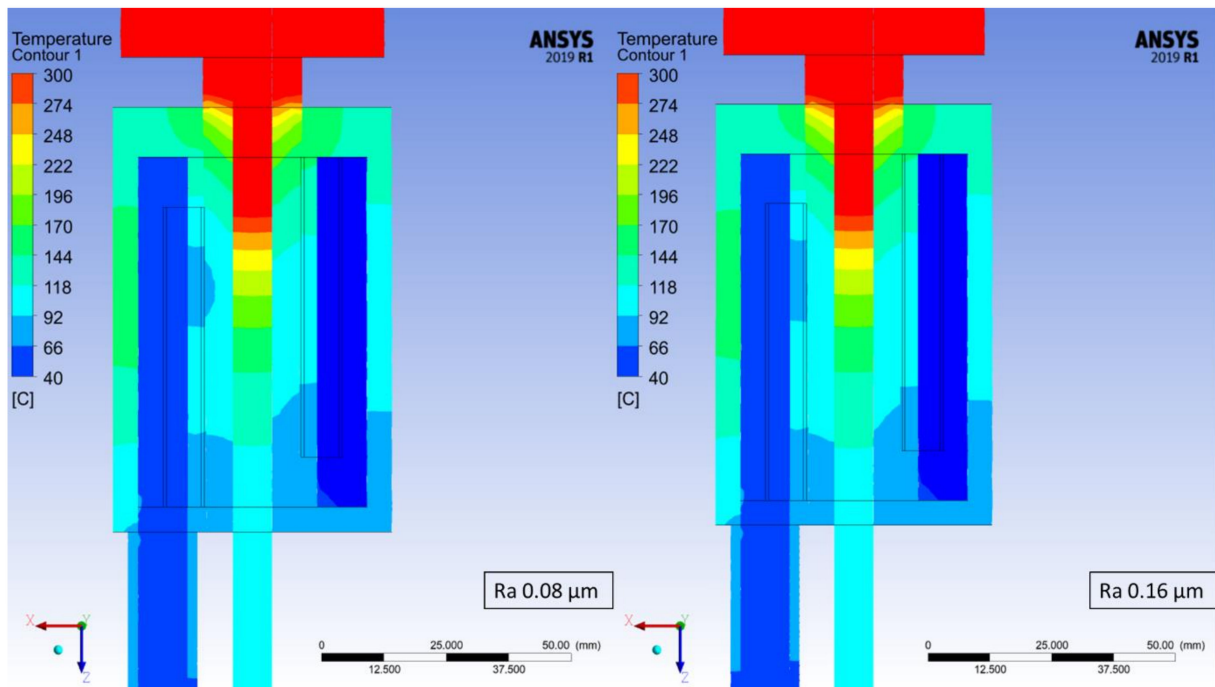 Temperature
Contour 1
300
274
248
222
196
170
144
118
92
66
40
[C]
ANSYS
2019 R1
Ra 0.08 μm
X
Y
Z
0
25.000
50.00 (mm)
12.500
37.500
Temperature
Contour 1
300
274
248
222
196
170
144
118
92
66
40
[C]
ANSYS
2019 R1
Ra 0.16 μm
X
Y
Z
0
25.000
50.00 (mm)
12.500
37.500